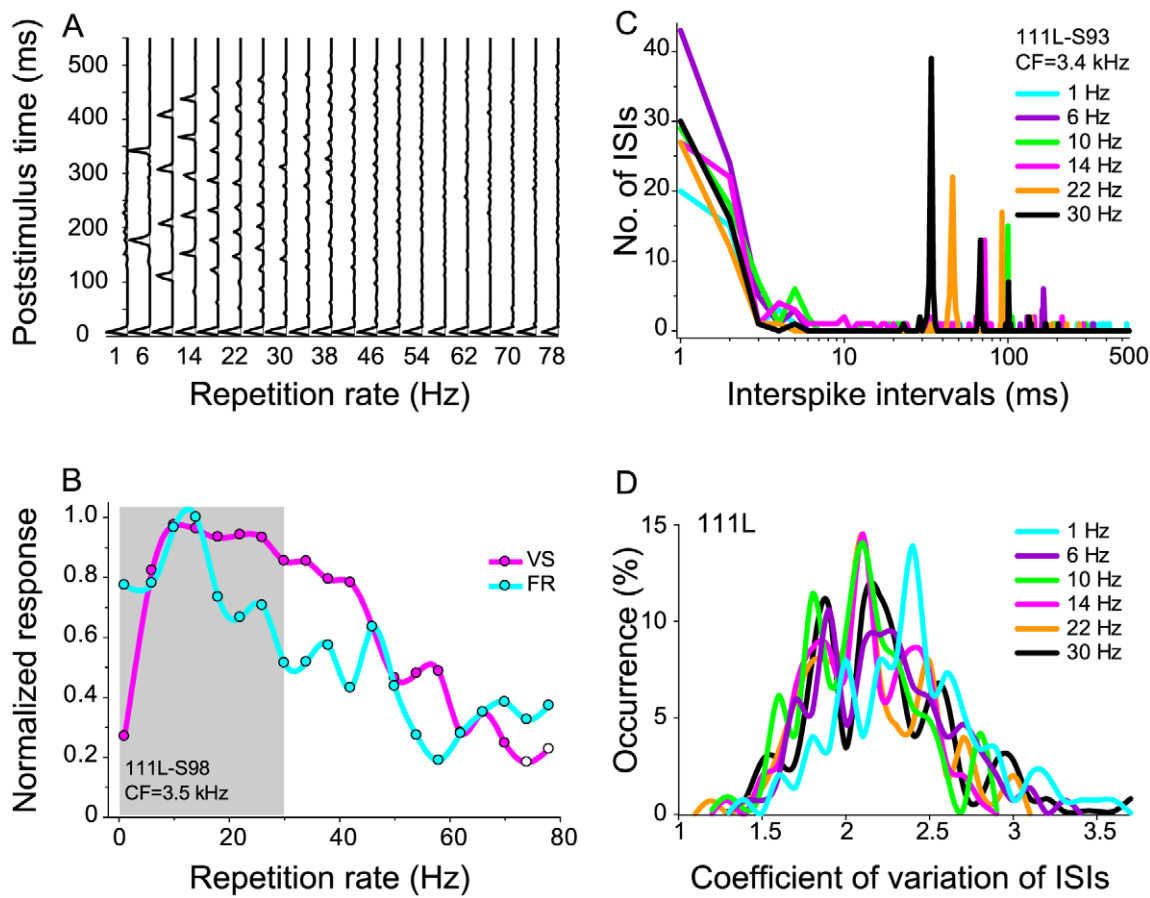 A
Poststimulus time (ms)
500
400
300
200
100
0
1 6 14 22 30 38 46 54 62 70 78
Repetition rate (Hz)
C
No. of ISIs
40
30
20
10
0
111L-S93
CF=3.4 kHz
1 Hz
6 Hz
10 Hz
14 Hz
22 Hz
30 Hz
1 10 100 500
Interspike intervals (ms)
B
Normalized response
1.0
0.8
0.6
0.4
0.2
0
VS
FR
111L-S98
CF=3.5 kHz
0 20 40 60 80
Repetition rate (Hz)
D
Occurrence (%)
15
10
5
0
111L
1 Hz
6 Hz
10 Hz
14 Hz
22 Hz
30 Hz
1 1.5 2 2.5 3 3.5
Coefficient of variation of ISIs